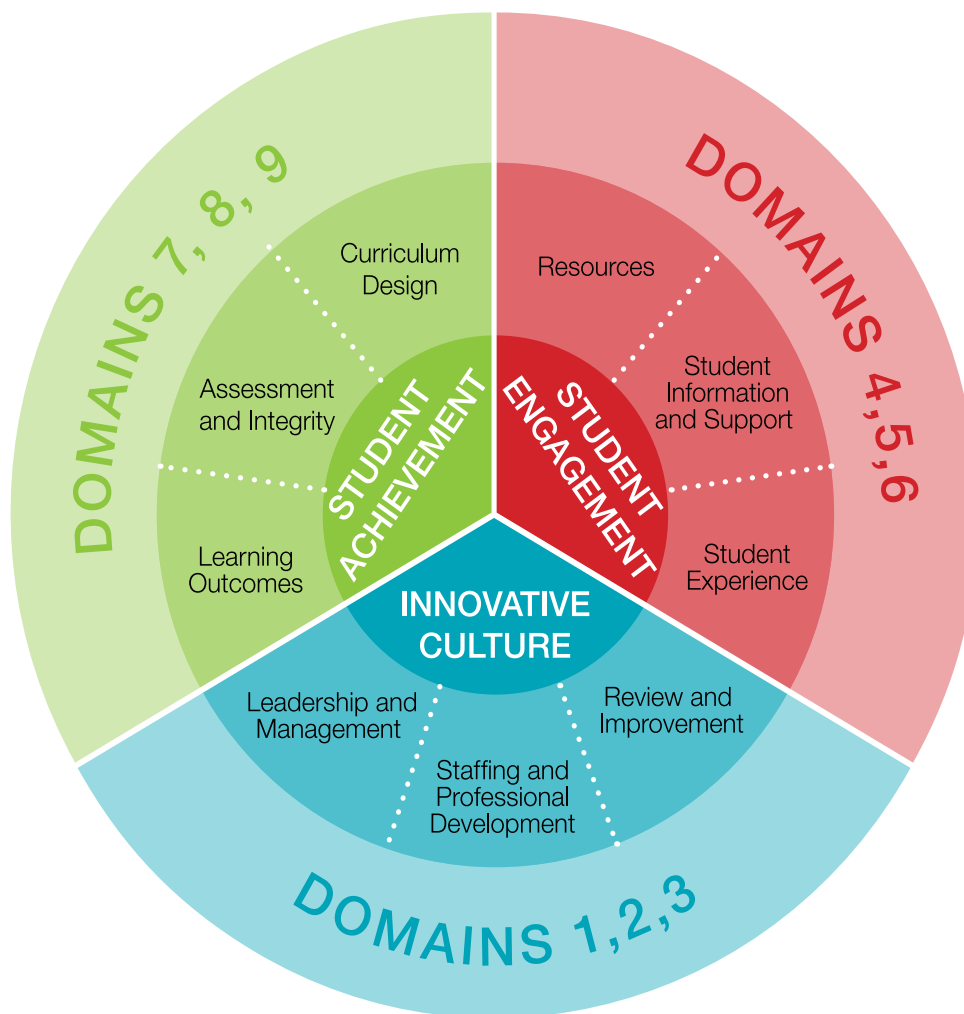 DOMAINS 7, 8, 9
Curriculum
Design
Assessment
and Integrity
Learning
Outcomes
STUDENT
ACHIEVEMENT
DOMAINS 4,5,6
Resources
Student
Information
and Support
Student
Experience
STUDENT
ENGAGEMENT
INNOVATIVE
CULTURE
Leadership and
Management
Staffing and
Professional
Development
Review and
Improvement
DOMAINS 1,2,3